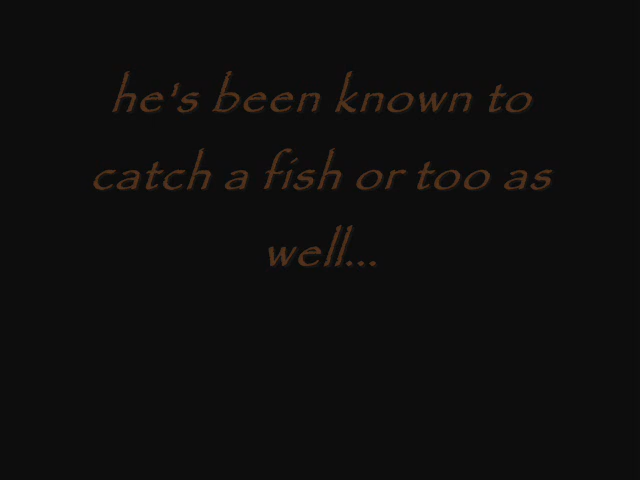 he's been known to
catch a fish or too as
well...